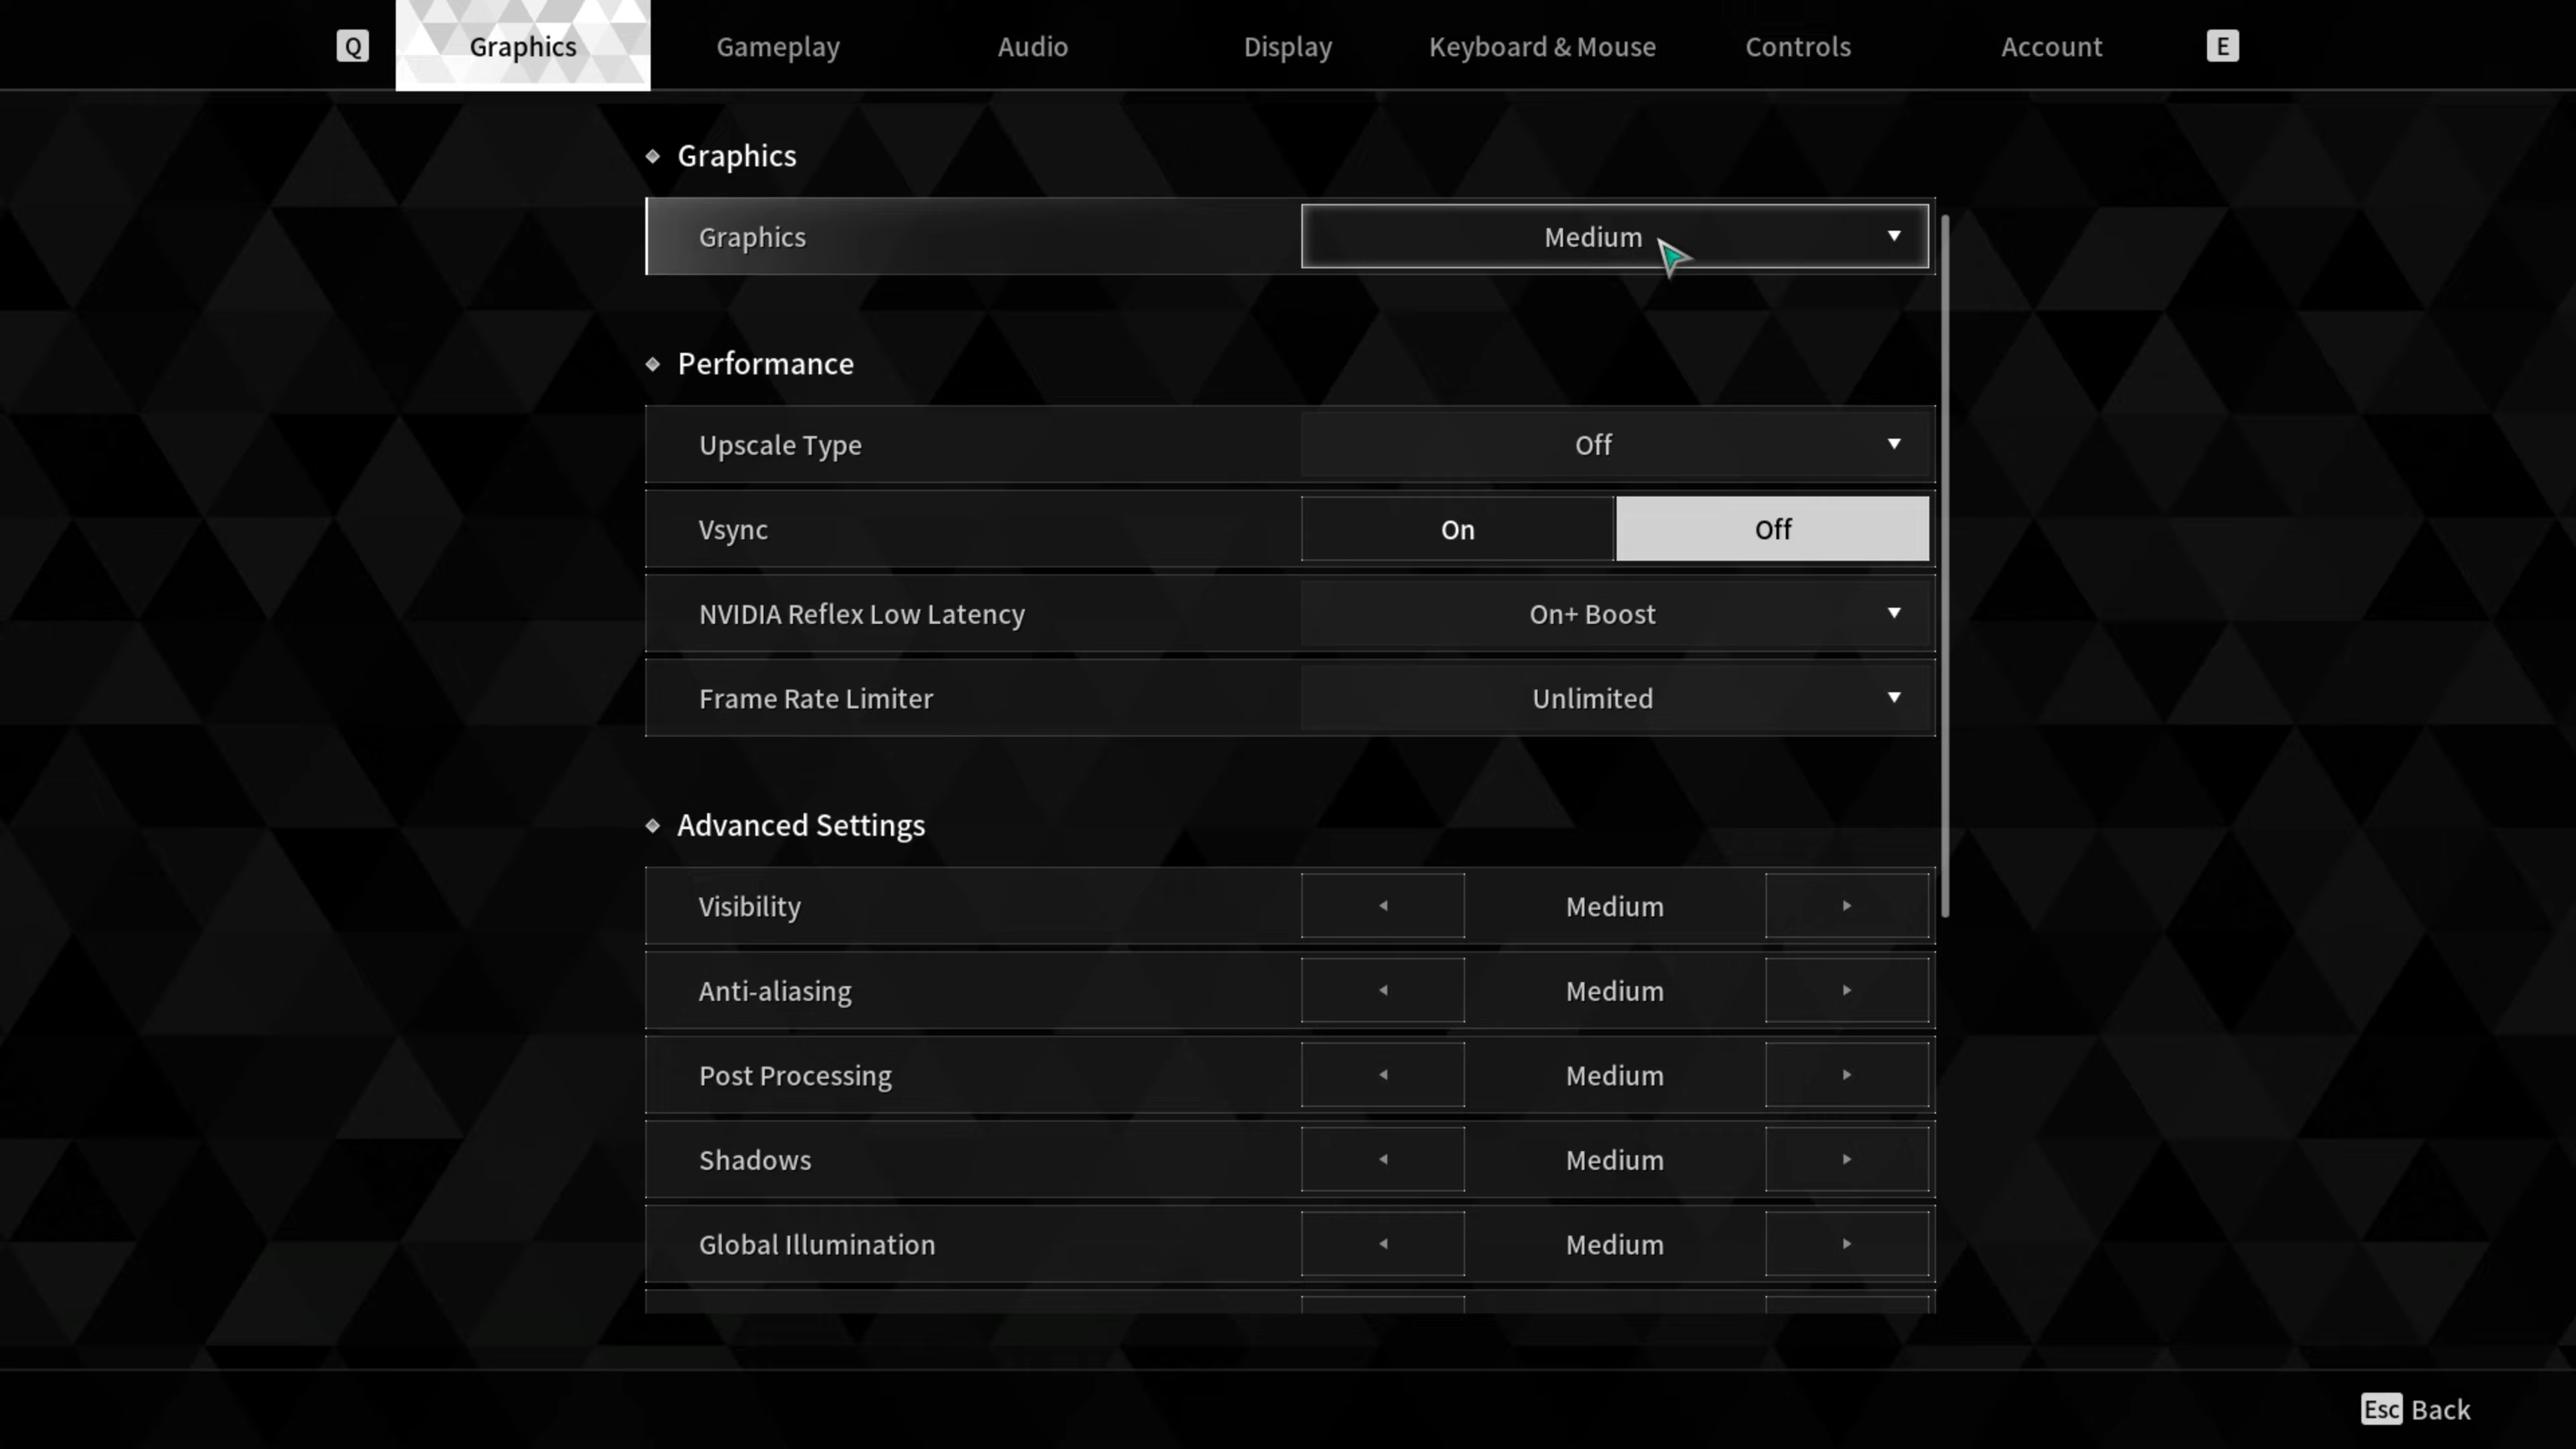 Q Graphics Gameplay Audio Display Keyboard & Mouse Controls Account E
Graphics
Graphics Medium
Performance
Upscale Type Off
Vsync On Off
NVIDIA Reflex Low Latency On+ Boost
Frame Rate Limiter Unlimited
Advanced Settings
Visibility Medium
Anti-aliasing Medium
Post Processing Medium
Shadows Medium
Global Illumination Medium
Esc Back